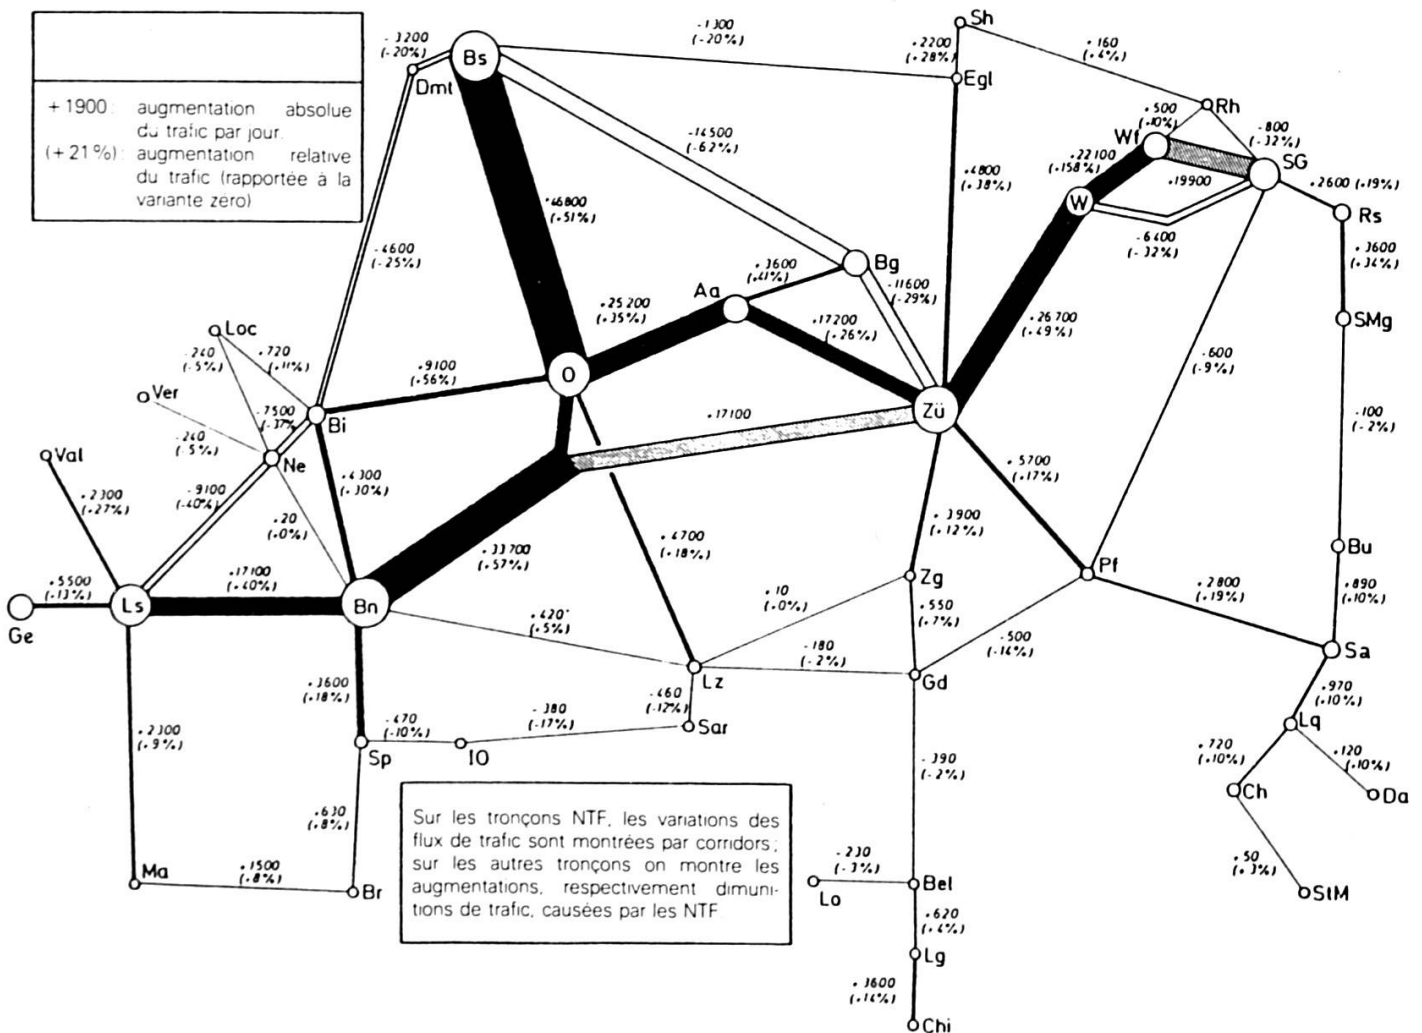 - 3200
(-20%)
Bs
- 1300
(-20%)
Sh
+ 2200
(+ 28%)
+ 160
(+ 4%)
Dmt
Egl
+ 1900 : augmentation absolue
du trafic par jour.
(+ 21%) : augmentation relative
du trafic (rapportée à la
variante zéro)
Rh
+ 500
(+10%)
- 800
(-32%)
Wf
SG
-14500
(-62%)
+22100
(+158%)
+19900
+2600 (+19%)
+4800
(+ 38%)
W
Rs
+46800
(+51%)
- 6400
(- 32%)
+ 3600
(+34%)
- 4600
(-25%)
+ 3600
(+41%)
Bg
-11600
(-29%)
Aa
+25200
(+35%)
+17200
(+26%)
+ 26700
(+49%)
SMg
Loc
- 240
(-5%)
+ 720
(+11%)
+ 9100
(+ 56%)
O
- 600
(- 9%)
Ver
- 7500
(-37%)
Bi
Zü
+ 17100
- 100
(-2%)
- 240
(-5%)
Val
Ne
+ 4300
(+ 30%)
+ 5700
(+17%)
+ 2300
(+27%)
- 9100
(-40%)
+ 20
(+0%)
+ 3900
(+ 12%)
+ 33700
(+57%)
+ 4700
(+18%)
Bu
+ 5500
(+13%)
+17100
(+ 40%)
Zg
Pf
+ 2800
(+19%)
+ 890
(+10%)
Ge
Ls
Bn
+ 10
(+0%)
+ 550
(+ 7%)
+ 420
(+ 5%)
- 500
(-14%)
- 180
(- 2%)
Sa
Lz
Gd
+3600
(+18%)
- 460
(-12%)
+ 970
(+10%)
- 470
(-10%)
- 380
(-17%)
Sar
Lq
+ 2300
(+ 9%)
Sp
IO
+ 720
(+10%)
+120
(+10%)
- 390
(- 2%)
Ch
Da
+ 630
(+8%)
Sur les tronçons NTF, les variations des
flux de trafic sont montrées par corridors ;
sur les autres tronçons on montre les
augmentations, respectivement dimuni-
tions de trafic, causées par les NTF.
+ 50
(+ 3%)
- 230
(- 3%)
Ma
+1500
(+8%)
Br
Lo
Bel
StM
+ 620
(+ 4%)
Lg
+ 3600
(+14%)
Chi